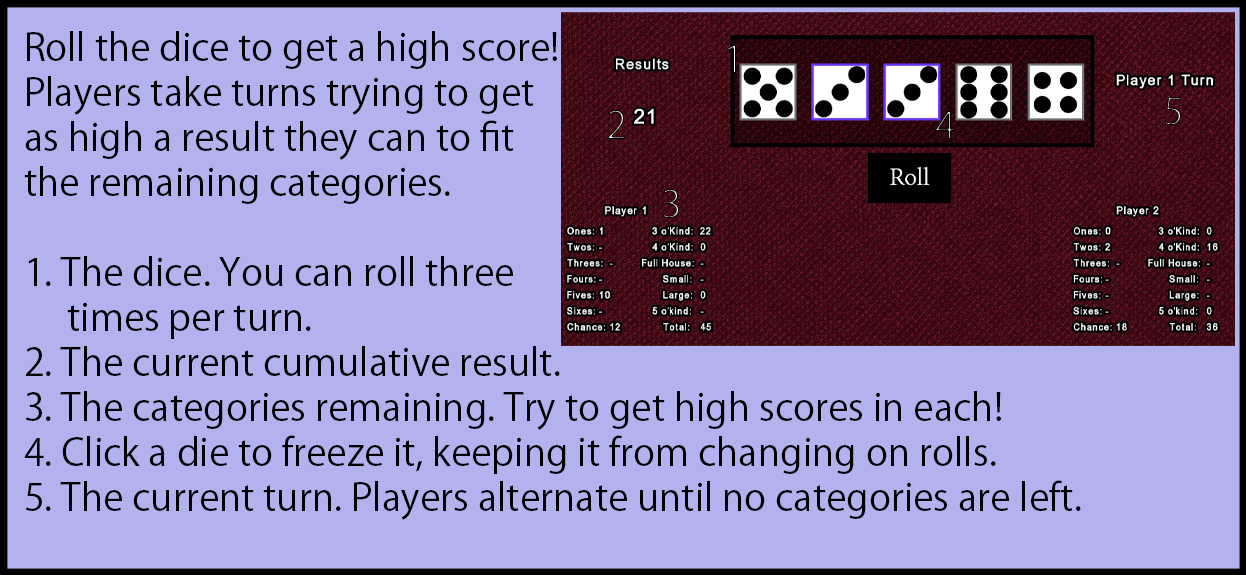 Roll the dice to get a high score!
Players take turns trying to get
as high a result they can to fit
the remaining categories.
1. The dice. You can roll three
times per turn.
2. The current cumulative result.
3. The categories remaining. Try to get high scores in each!
4. Click a die to freeze it, keeping it from changing on rolls.
5. The current turn. Players alternate until no categories are left.
Results
2 21
1
4
Roll
Player 1 Turn
5
Player 1 3
Ones: 1 3 o'Kind: 22
Twos: - 4 o'Kind: 0
Threes: - Full House: -
Fours: - Small: -
Fives: 10 Large: 0
Sixes: - 5 o'kind: -
Chance: 12 Total: 45
Player 2
Ones: 0 3 o'Kind: 0
Twos: 2 4 o'Kind: 16
Threes: - Full House: -
Fours: - Small: -
Fives: - Large: -
Sixes: - 5 o'kind: 0
Chance: 18 Total: 36